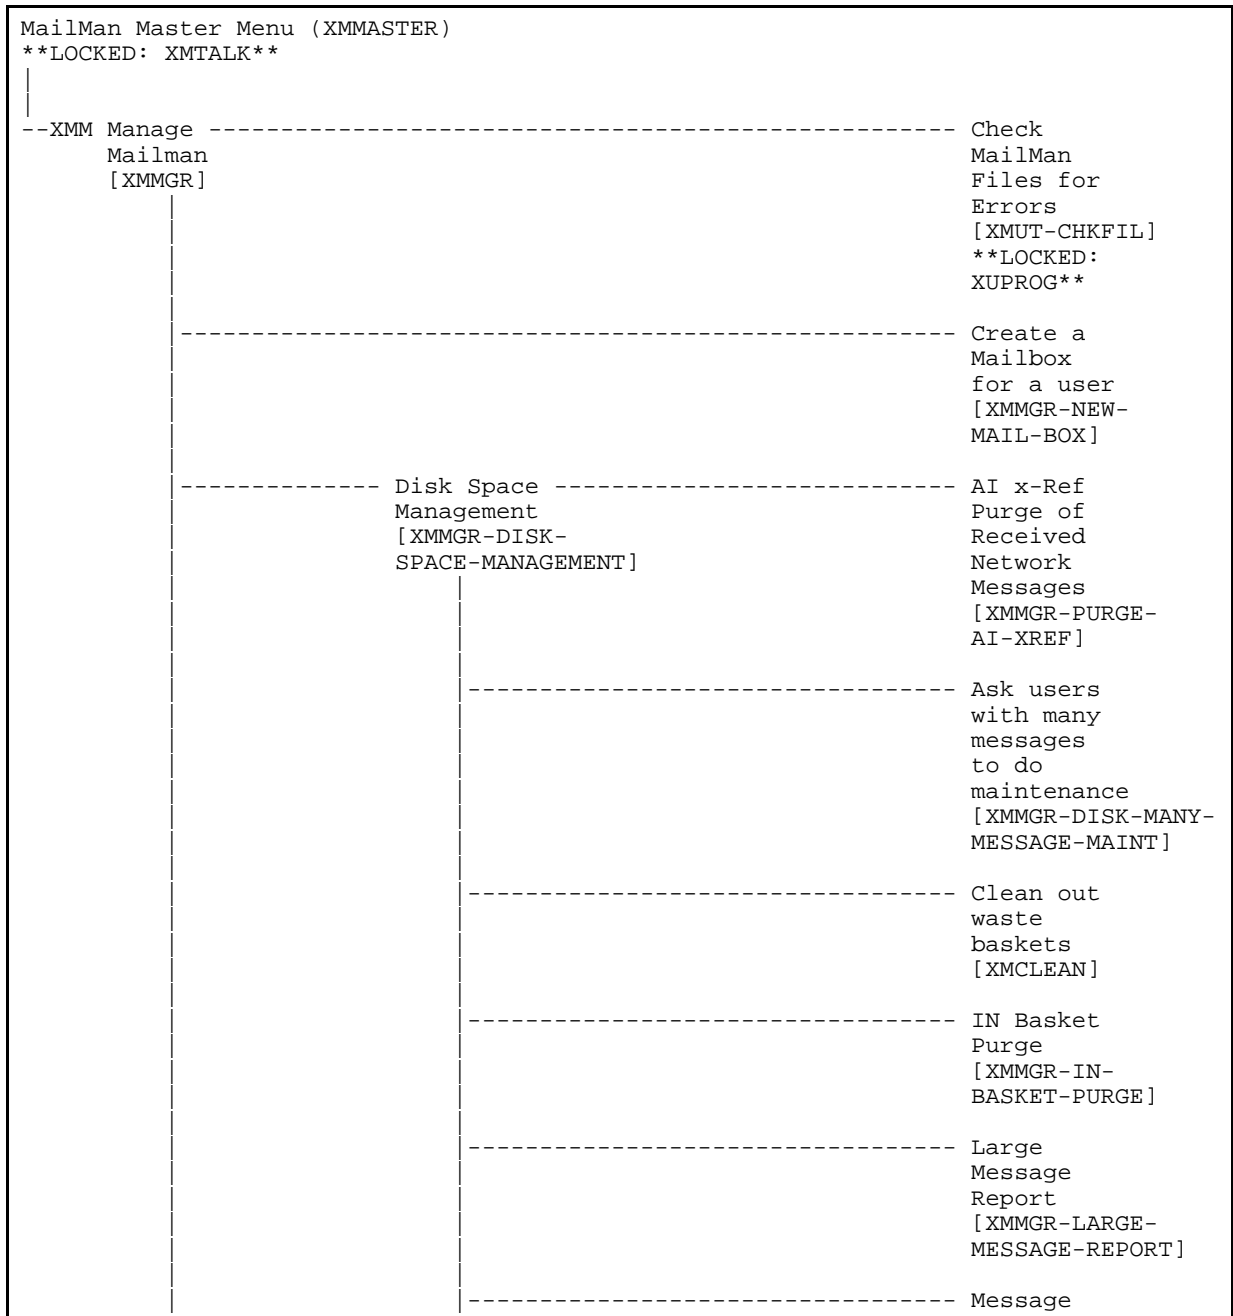 MailMan Master Menu (XMMASTER)
**LOCKED: XMTALK**
--XMM Manage ---------------------------------------------------- Check
Mailman MailMan
[XMMGR] Files for
Errors
[XMUT-CHKFIL]
**LOCKED:
XUPROG**
------------------------------------------------------ Create a
Mailbox
for a user
[XMMGR-NEW-
MAIL-BOX]
-------------- Disk Space ---------------------------- AI x-Ref
Management Purge of
[XMMGR-DISK- Received
SPACE-MANAGEMENT] Network
Messages
[XMMGR-PURGE-
AI-XREF]
---------------------------------- Ask users
with many
messages
to do
maintenance
[XMMGR-DISK-MANY-
MESSAGE-MAINT]
---------------------------------- Clean out
waste
baskets
[XMCLEAN]
---------------------------------- IN Basket
Purge
[XMMGR-IN-
BASKET-PURGE]
---------------------------------- Large
Message
Report
[XMMGR-LARGE-
MESSAGE-REPORT]
---------------------------------- Message